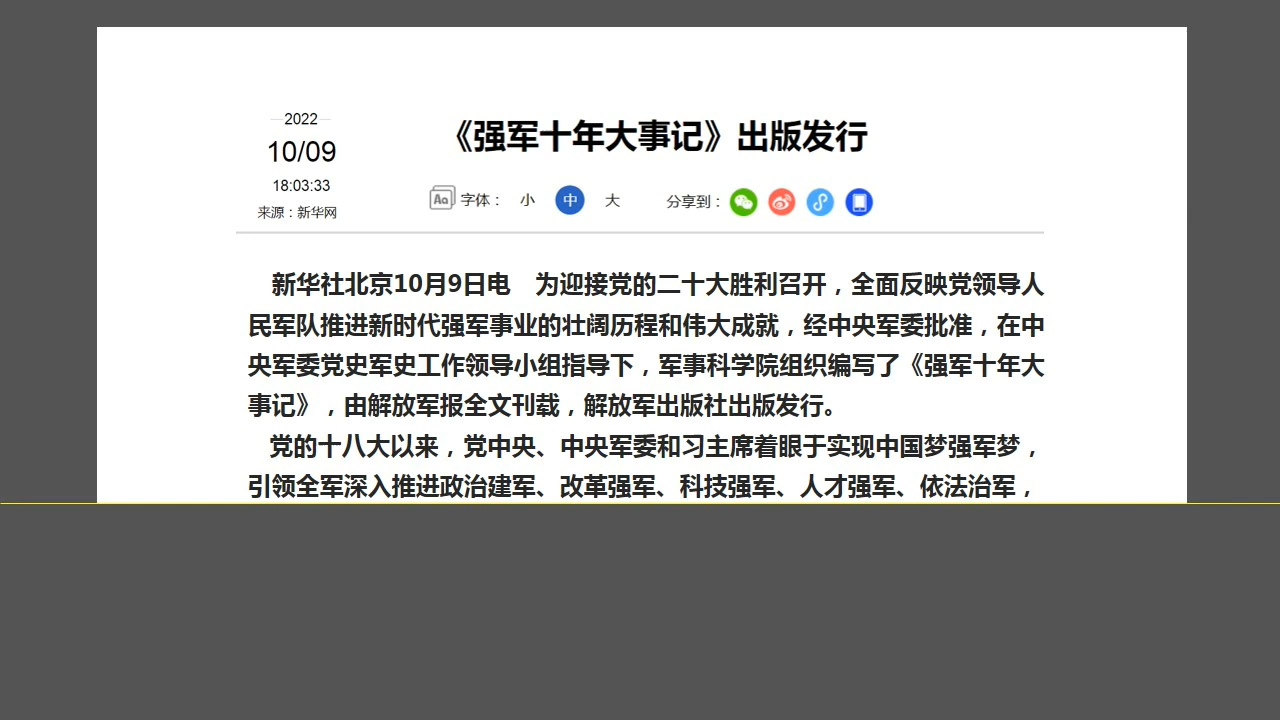 2022
10/09
18:03:33
来源：新华网
《强军十年大事记》出版发行
Aa 字体： 小 中 大 分享到：
新华社北京10月9日电　为迎接党的二十大胜利召开，全面反映党领导人
民军队推进新时代强军事业的壮阔历程和伟大成就，经中央军委批准，在中
央军委党史军史工作领导小组指导下，军事科学院组织编写了《强军十年大
事记》，由解放军报全文刊载，解放军出版社出版发行。
党的十八大以来，党中央、中央军委和习主席着眼于实现中国梦强军梦，
引领全军深入推进政治建军、改革强军、科技强军、人才强军、依法治军，